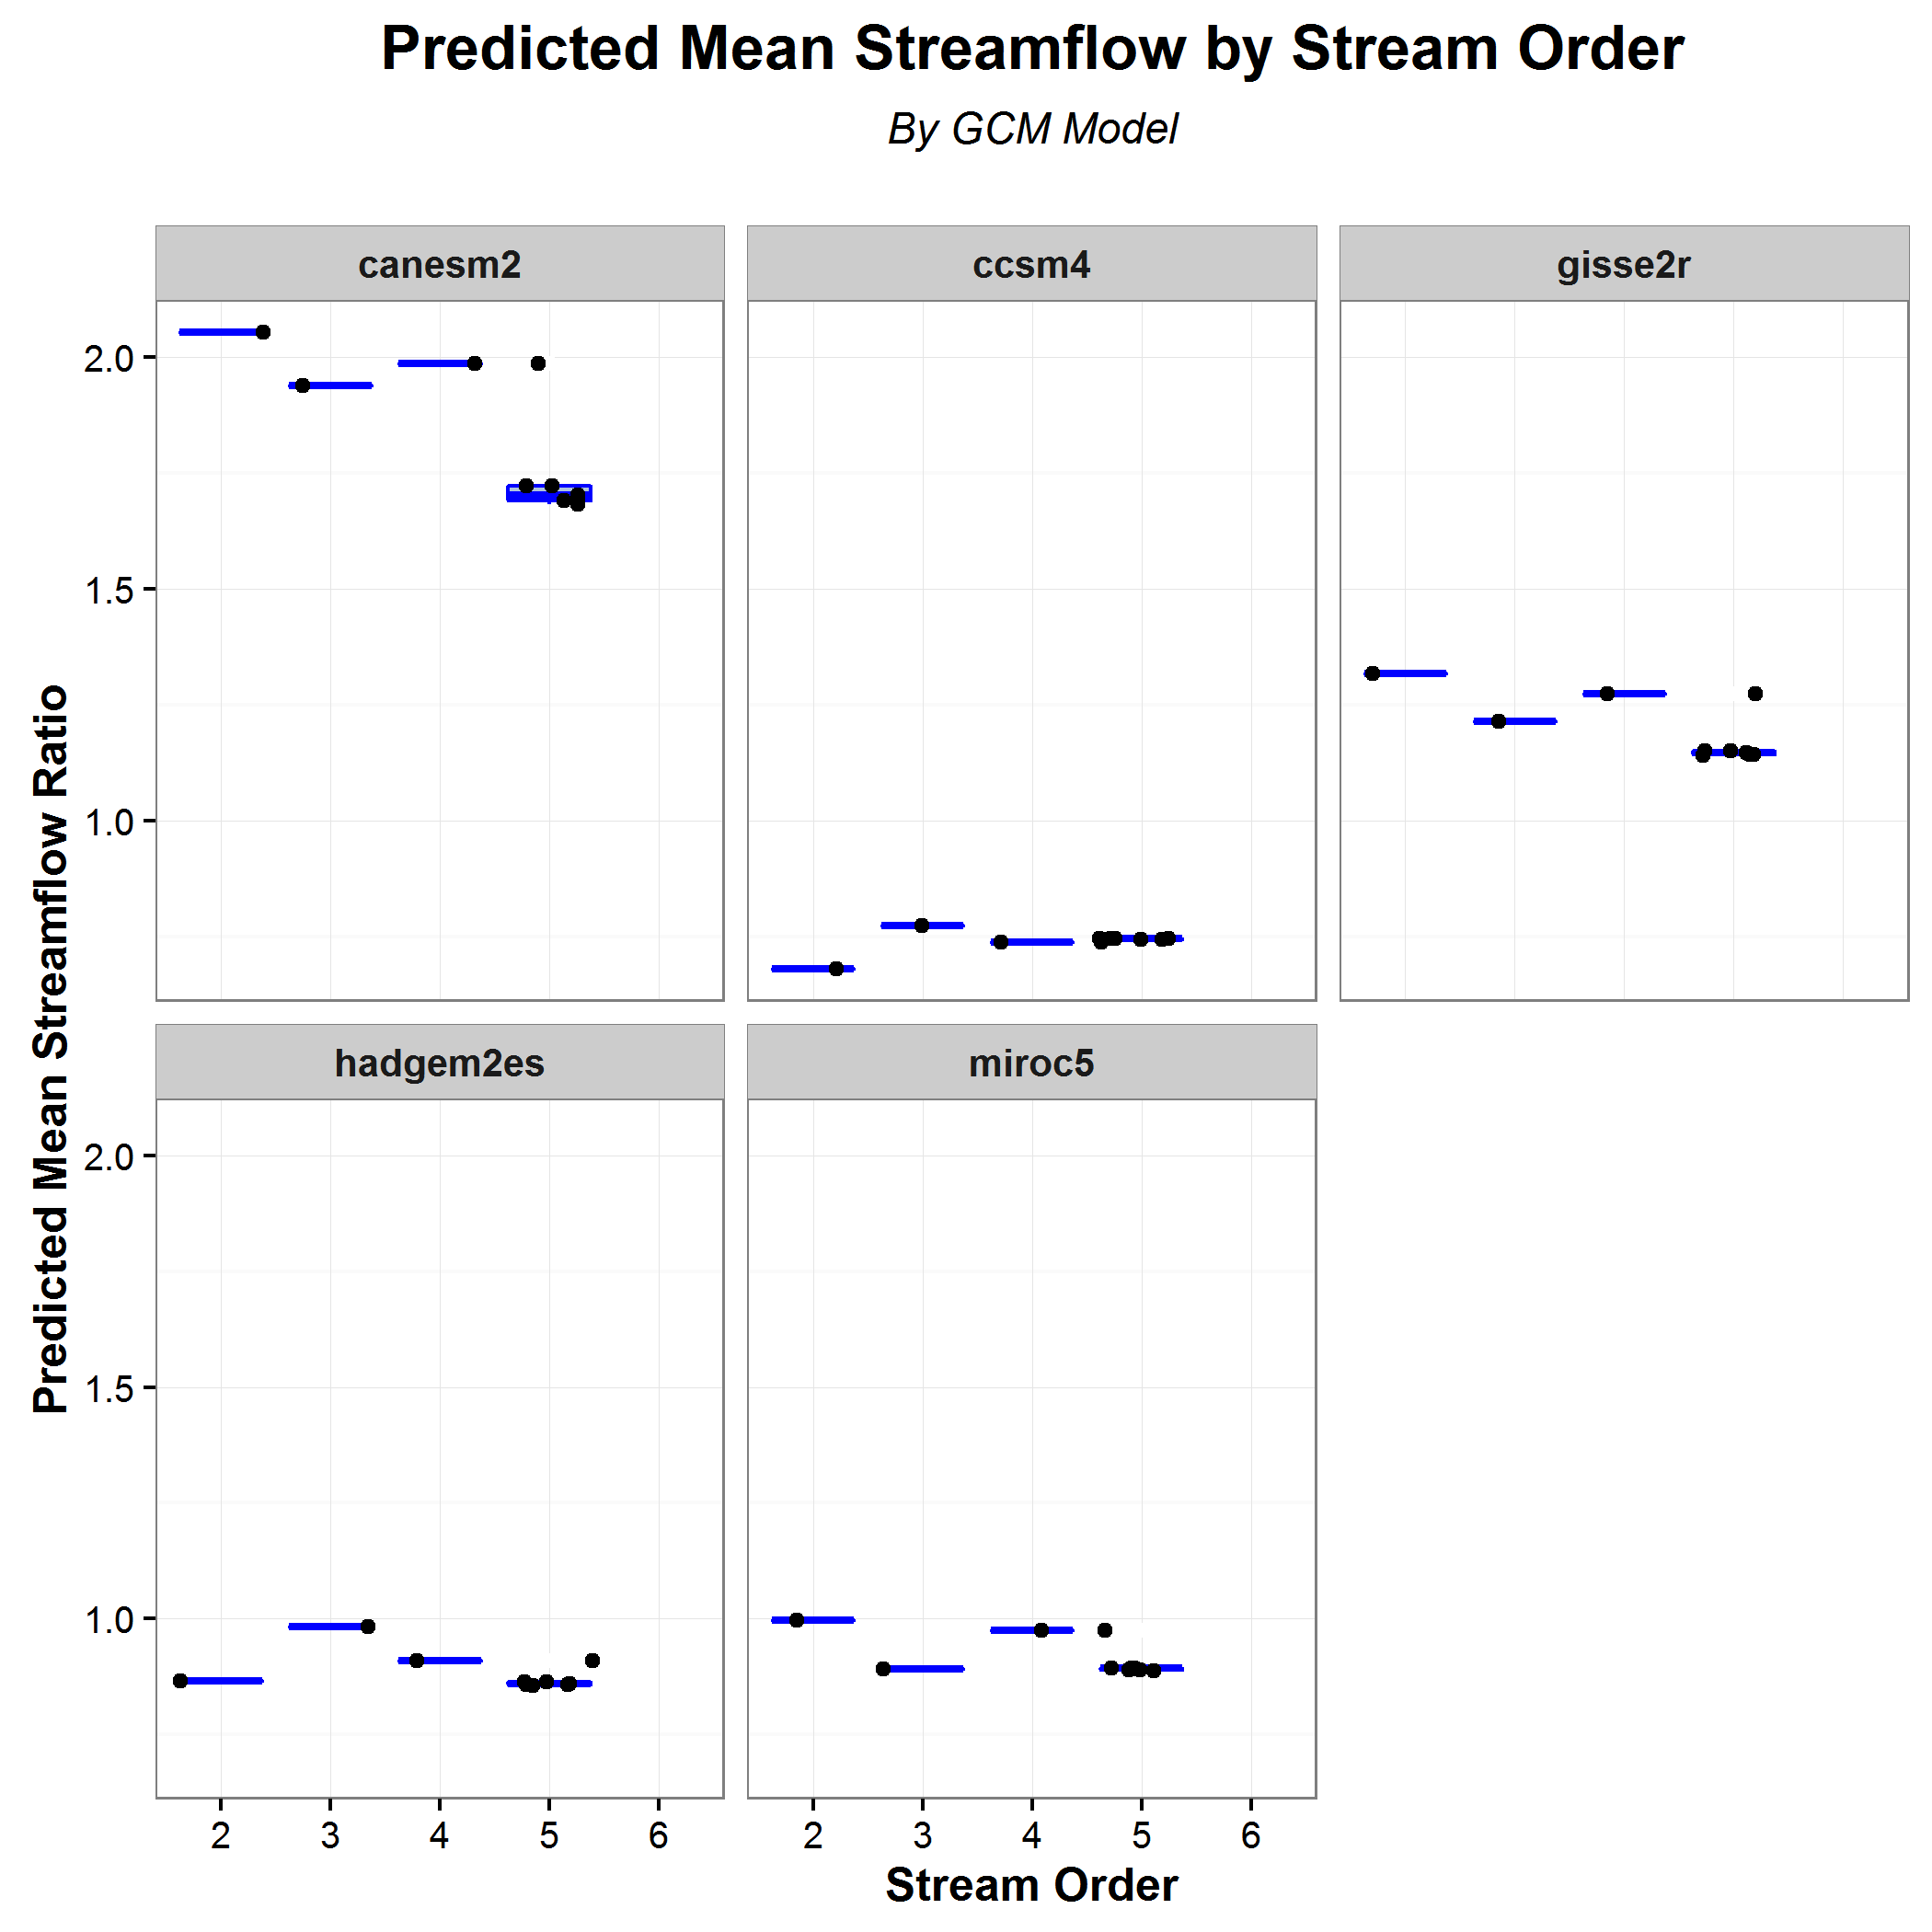 Predicted Mean Streamflow by Stream Order
By GCM Model
canesm2
ccsm4
gisse2r
2.0
1.5
1.0
Predicted Mean Streamflow Ratio
hadgem2es
miroc5
2.0
1.5
1.0
2 3 4 5 6
2 3 4 5 6
Stream Order